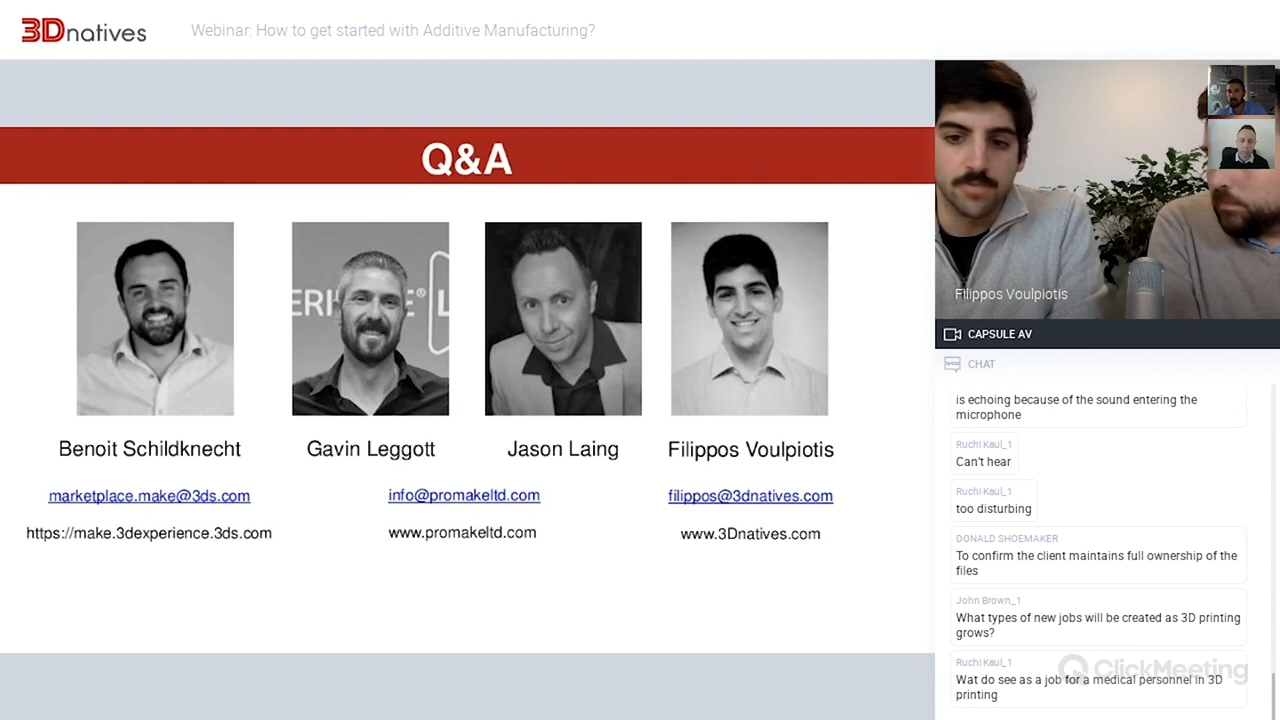 3Dnatives
Webinar: How to get started with Additive Manufacturing?
Q&A
Benoit Schildknecht
Gavin Leggott
Jason Laing
Filippos Voulpiotis
marketplace.make@3ds.com
info@promakeltd.com
filippos@3dnatives.com
https://make.3dexperience.3ds.com
www.promakeltd.com
www.3Dnatives.com
Filippos Voulpiotis
CAPSULE AV
CHAT
is echoing because of the sound entering the
microphone
Ruchi Kaul_1
Can't hear
Ruchi Kaul_1
too disturbing
DONALD SHOEMAKER
To confirm the client maintains full ownership of the
files
John Brown_1
What types of new jobs will be created as 3D printing
grows?
Ruchi Kaul_1
Wat do see as a job for a medical personnel in 3D
printing
ClickMeeting